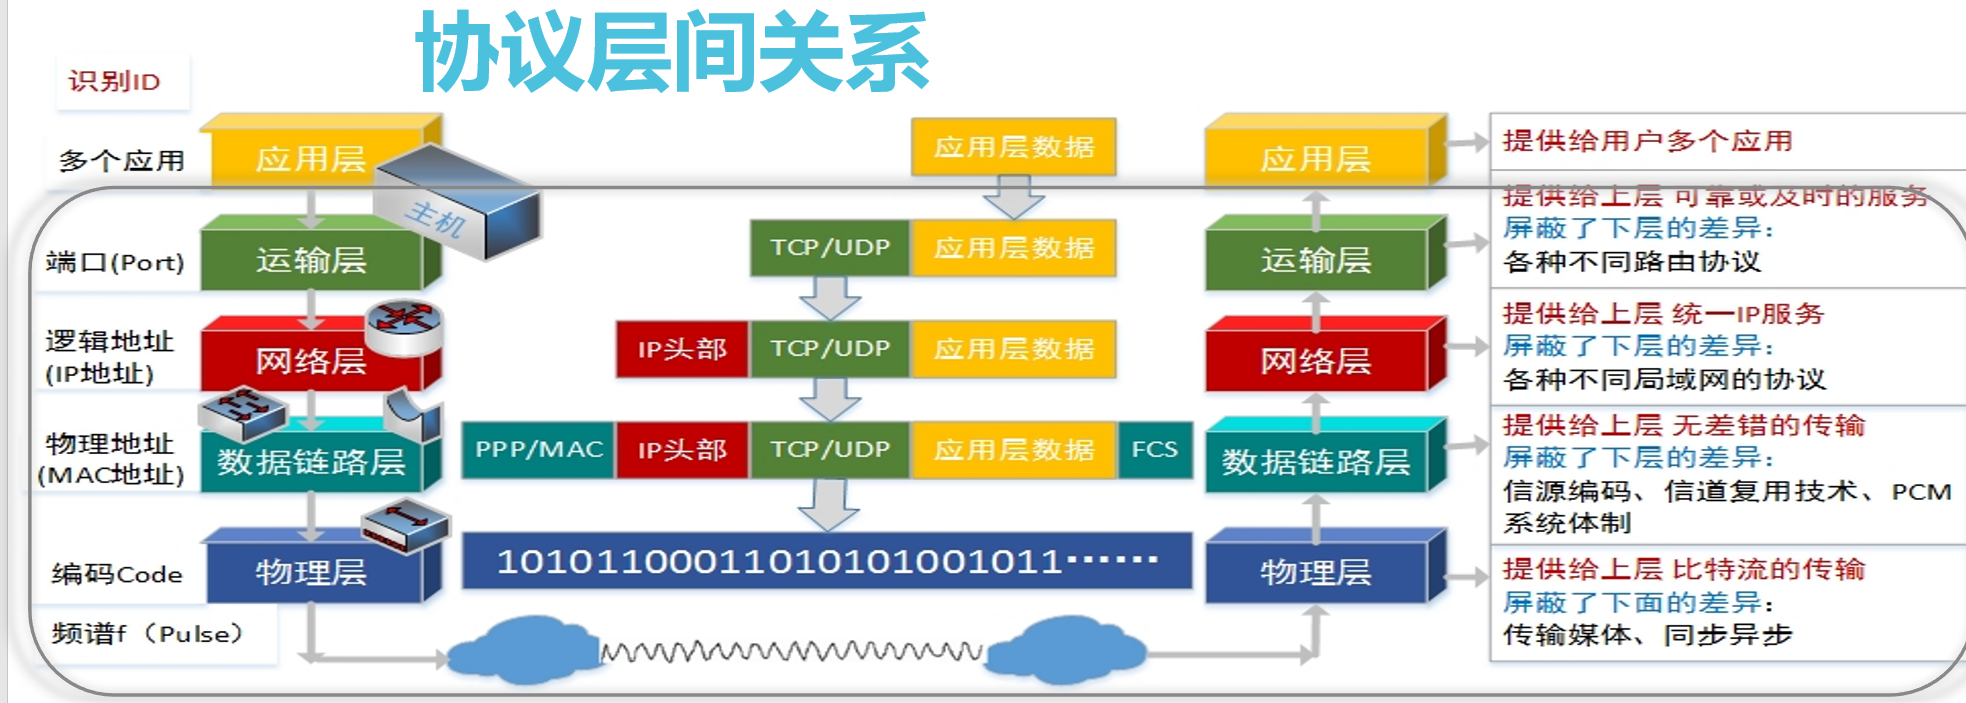 协议层间关系
识别ID
多个应用
应用层
主机
应用层数据
应用层
提供给用户多个应用
端口(Port)
运输层
TCP/UDP
应用层数据
运输层
提供给上层 可靠或及时的服务
屏蔽了下层的差异：
各种不同路由协议
逻辑地址
(IP地址)
网络层
IP头部
TCP/UDP
应用层数据
网络层
提供给上层 统一IP服务
屏蔽了下层的差异：
各种不同局域网的协议
物理地址
(MAC地址)
数据链路层
PPP/MAC
IP头部
TCP/UDP
应用层数据
FCS
数据链路层
提供给上层 无差错的传输
屏蔽了下层的差异：
信源编码、信道复用技术、PCM
系统体制
编码Code
物理层
10101100011010101001011······
物理层
提供给上层 比特流的传输
屏蔽了下面的差异：
传输媒体、同步异步
频谱f（Pulse）